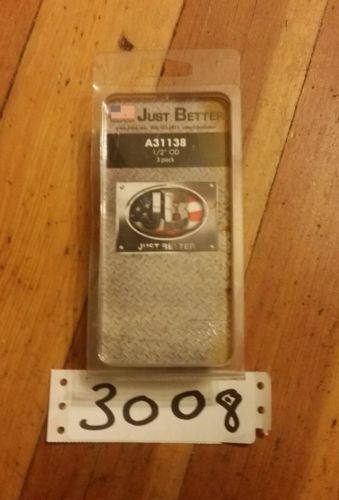 JUST BETTER
A31138
1/2" OD
3 pack
JB
JUST BETTER
3008